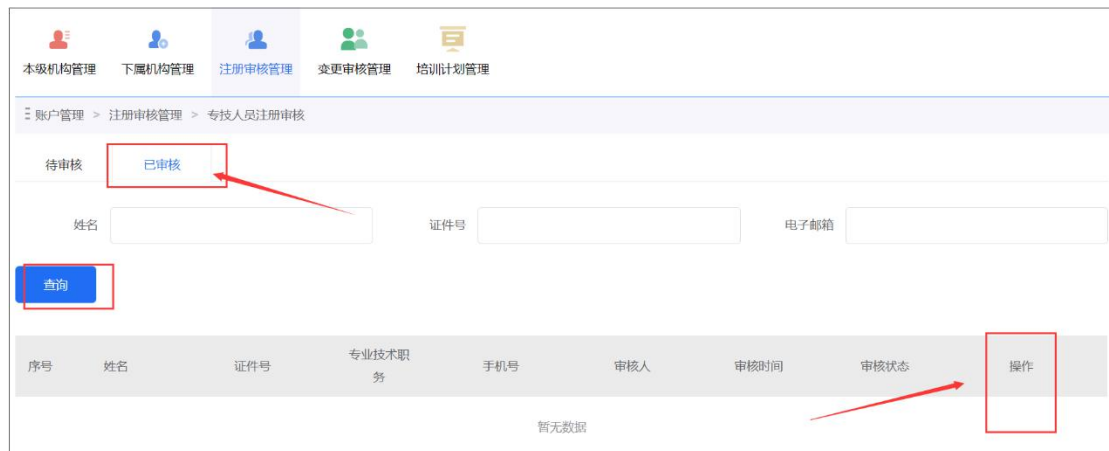 本级机构管理 下属机构管理 注册审核管理 变更审核管理 培训计划管理
账户管理 > 注册审核管理 > 专技人员注册审核
待审核 已审核
姓名 证件号 电子邮箱
查询
序号 姓名 证件号 专业技术职务 手机号 审核人 审核时间 审核状态 操作
暂无数据